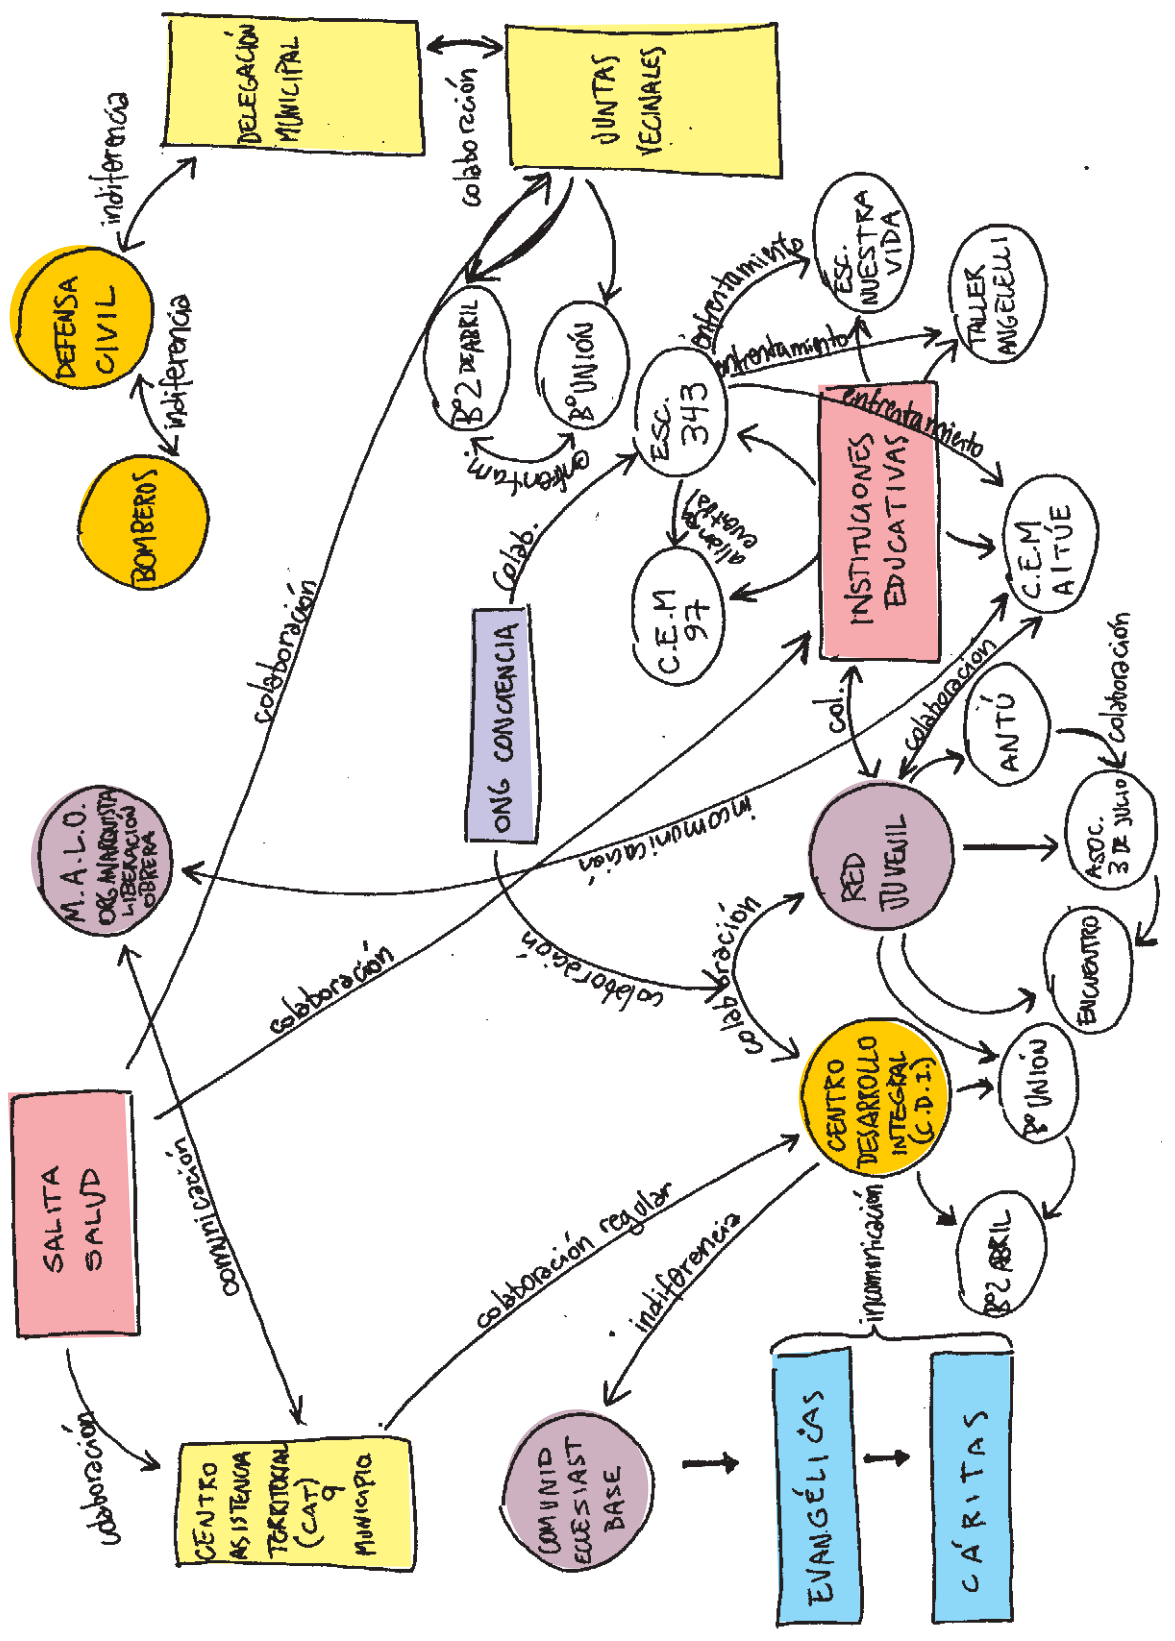 SALITA
SALUD
M.A.L.O.
ORG ANARQUISTA
LIBERACIÓN
OBRERA
BOMBEROS
indiferencia
DEFENSA
CIVIL
indiferencia
DELEGACIÓN
MUNICIPAL
colaboración
comunicación
colaboración
colaboración
colaboración
JUNTAS
VECINALES
CENTRO
ASISTENCIA
TERRITORIAL
(CAT)
9
MUNICIPIO
ONG CONCIENCIA
colab.
Bº 2 DE ABRIL
enfrentam.
Bº UNIÓN
colaboración
incomunicación
colaboración regular
indiferencia
COMUNID
ECLESIAST
BASE
ESC.
343
alianza
C.E.M
97
enfrentamiento
enfrentamiento
enfrentamiento
ESC.
NUESTRA
VIDA
TALLER
ANGELELLI
INSTITUCIONES
EDUCATIVAS
C.E.M
AITÚE
colaboración
col.
colaboración
RED
JUVENIL
ANTÚ
colaboración
ASOC.
3 DE JULIO
ENCUENTRO
CENTRO
DESARROLLO
INTEGRAL
(C.D.I.)
Bº UNIÓN
Bº 2 ABRIL
incomunicación
EVANGÉLICAS
CÁRITAS